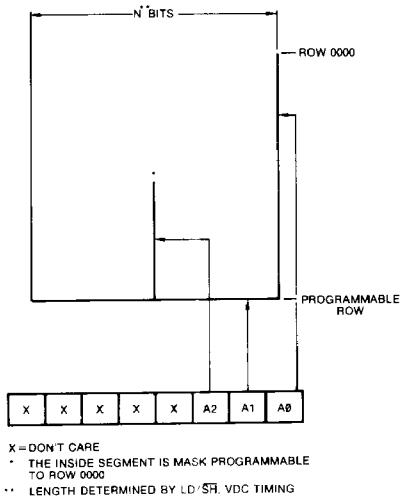 N** BITS
ROW 0000
*
PROGRAMMABLE
ROW
X X X X X A2 A1 A0
X = DON'T CARE
* THE INSIDE SEGMENT IS MASK PROGRAMMABLE
TO ROW 0000
** LENGTH DETERMINED BY LD/SH, VDC TIMING